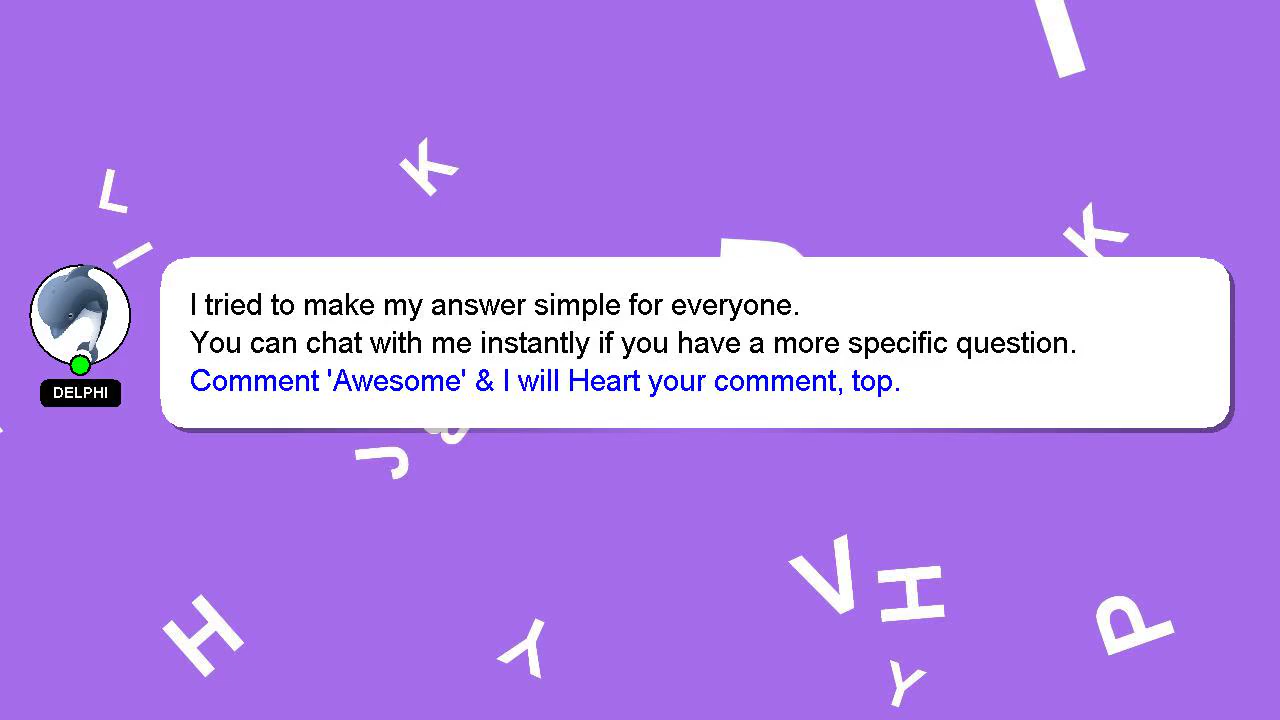 I
K
L
K
I tried to make my answer simple for everyone.
You can chat with me instantly if you have a more specific question.
Comment 'Awesome' & I will Heart your comment, top.
DELPHI
J
V
H
P
H
Y
Y